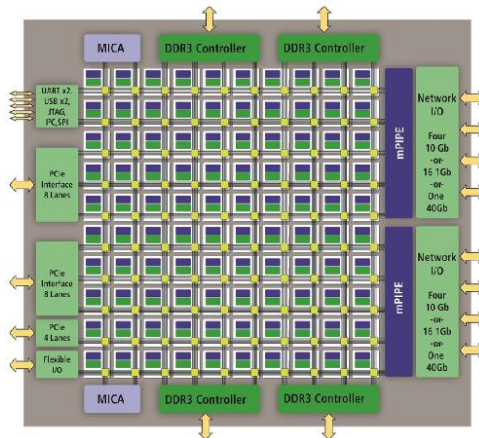 MICA
DDR3 Controller
DDR3 Controller
UART x2,
USB x2,
JTAG,
I²C,SPI
PCIe
Interface
8 Lanes
PCIe
Interface
8 Lanes
PCIe
4 Lanes
Flexible
I/O
mPIPE
Network
I/O
Four
10 Gb
-or-
16 1Gb
-or-
One
40Gb
mPIPE
Network
I/O
Four
10 Gb
-or-
16 1Gb
-or-
One
40Gb
MICA
DDR3 Controller
DDR3 Controller